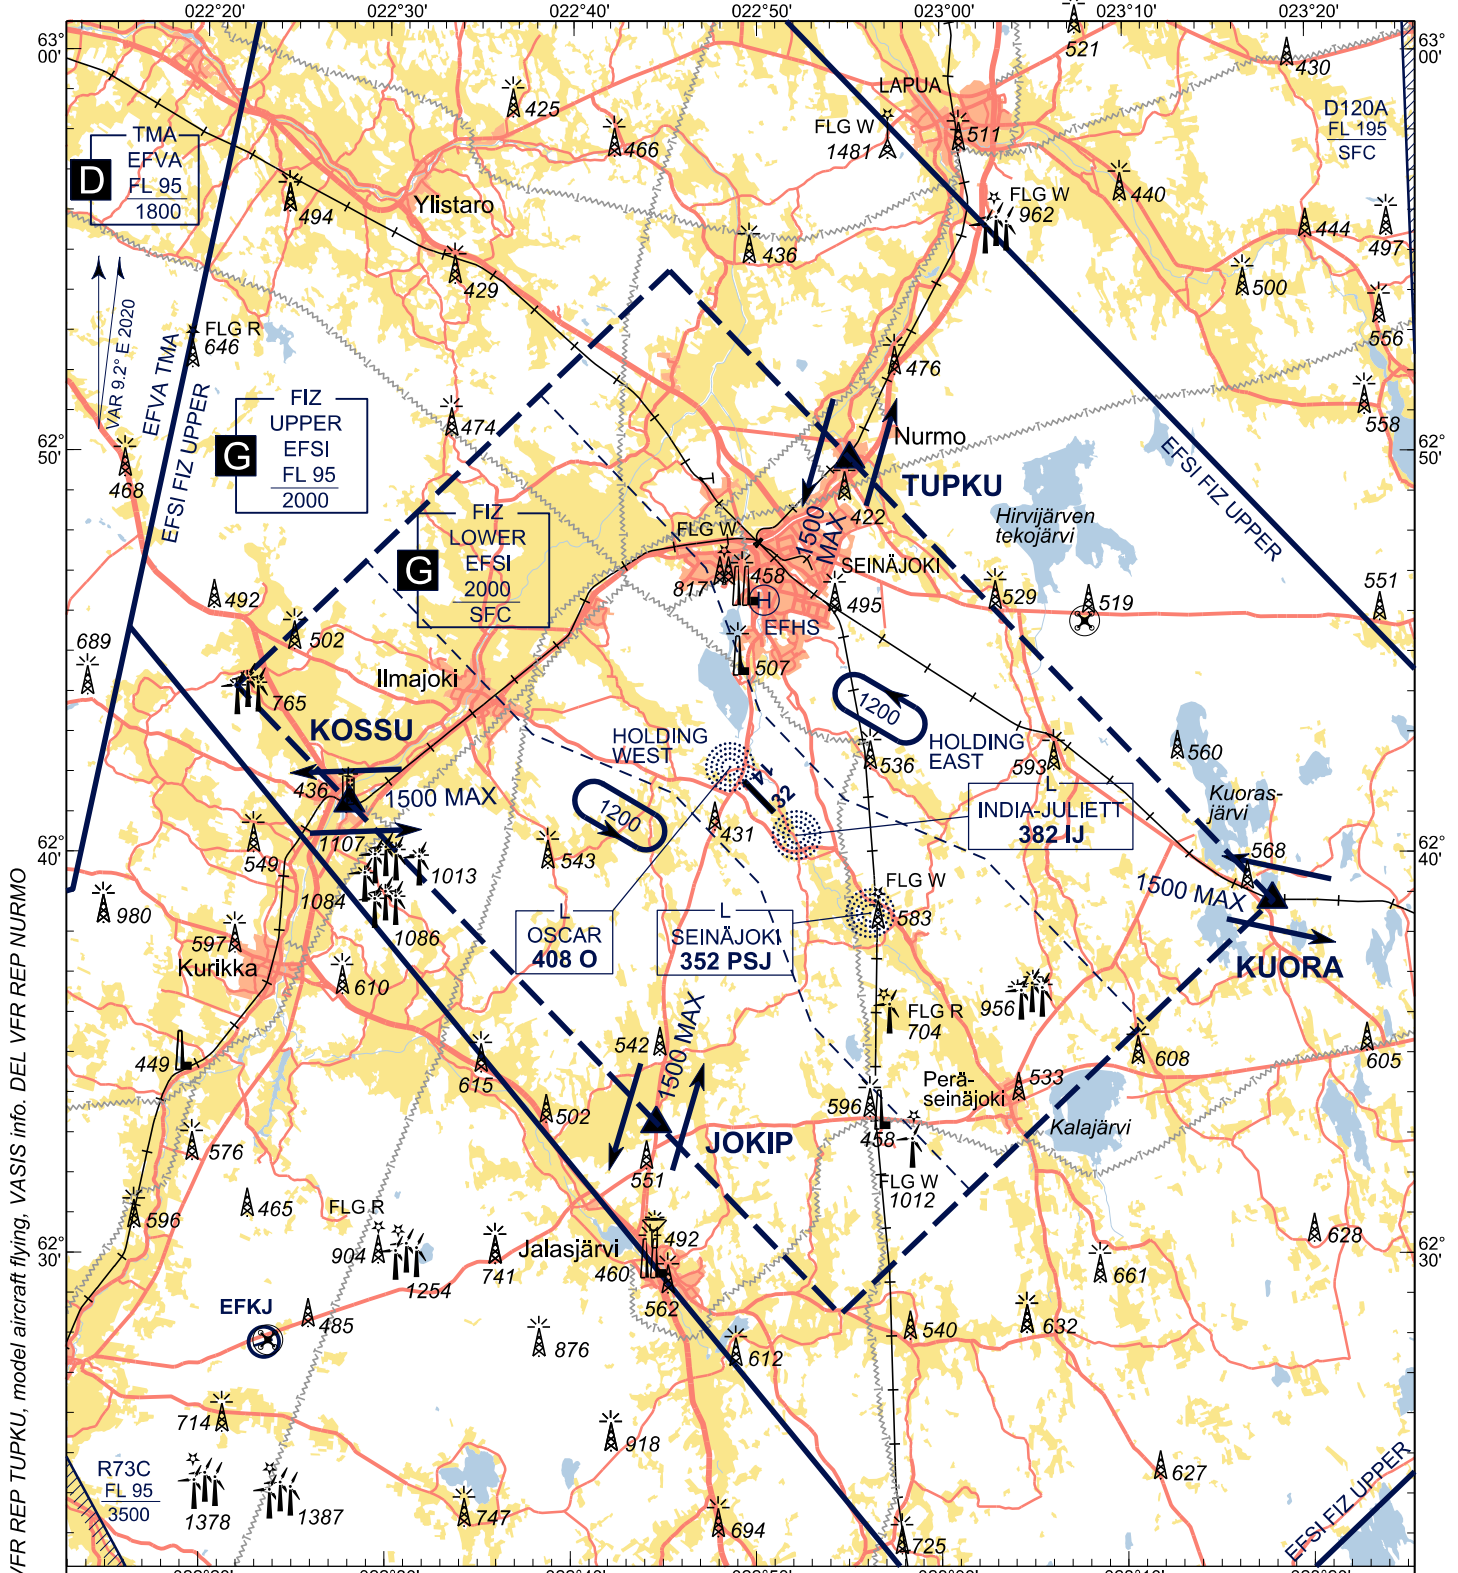 022°20'
022°30'
022°40'
022°50'
023°00'
023°10'
023°20'
63°
00'
63°
00'
521
430
LAPUA
D120A
FL 195
SFC
425
FLG W
1481
511
TMA
EFVA
FL 95
1800
D
466
440
FLG W
962
494
Ylistaro
444
497
436
429
500
VAR 9.2° E 2020
FLG R
646
556
EFVA TMA
EFSI FIZ UPPER
476
FIZ
UPPER
EFSI
FL 95
2000
G
474
558
Nurmo
62°
50'
62°
50'
EFSI FIZ UPPER
468
TUPKU
422
FIZ
LOWER
EFSI
2000
SFC
G
FLG W
1500
MAX
Hirvijärven
tekojärvi
SEINÄJOKI
817
458
492
495
529
519
551
EFHS
502
689
507
Ilmajoki
765
1200
KOSSU
HOLDING
WEST
HOLDING
EAST
536
593
560
436
1500 MAX
14
32
L
INDIA-JULIETT
382 IJ
Kuoras-
järvi
1200
431
1107
549
543
568
62°
40'
62°
40'
1013
1084
FLG W
583
1500 MAX
980
1086
L
OSCAR
408 O
L
SEINÄJOKI
352 PSJ
597
Kurikka
KUORA
610
956
FLG R
704
1500 MAX
542
449
615
608
605
Perä-
seinäjoki
533
502
596
458
JOKIP
Kalajärvi
576
551
FLG W
1012
465
596
FLG R
628
492
904
Jalasjärvi
62°
30'
62°
30'
1254
741
460
661
562
EFKJ
485
540
632
876
612
714
918
R73C
FL 95
3500
627
1378
1387
747
694
725
EFSI FIZ UPPER
VFR REP TUPKU, model aircraft flying, VASIS info. DEL VFR REP NURMO